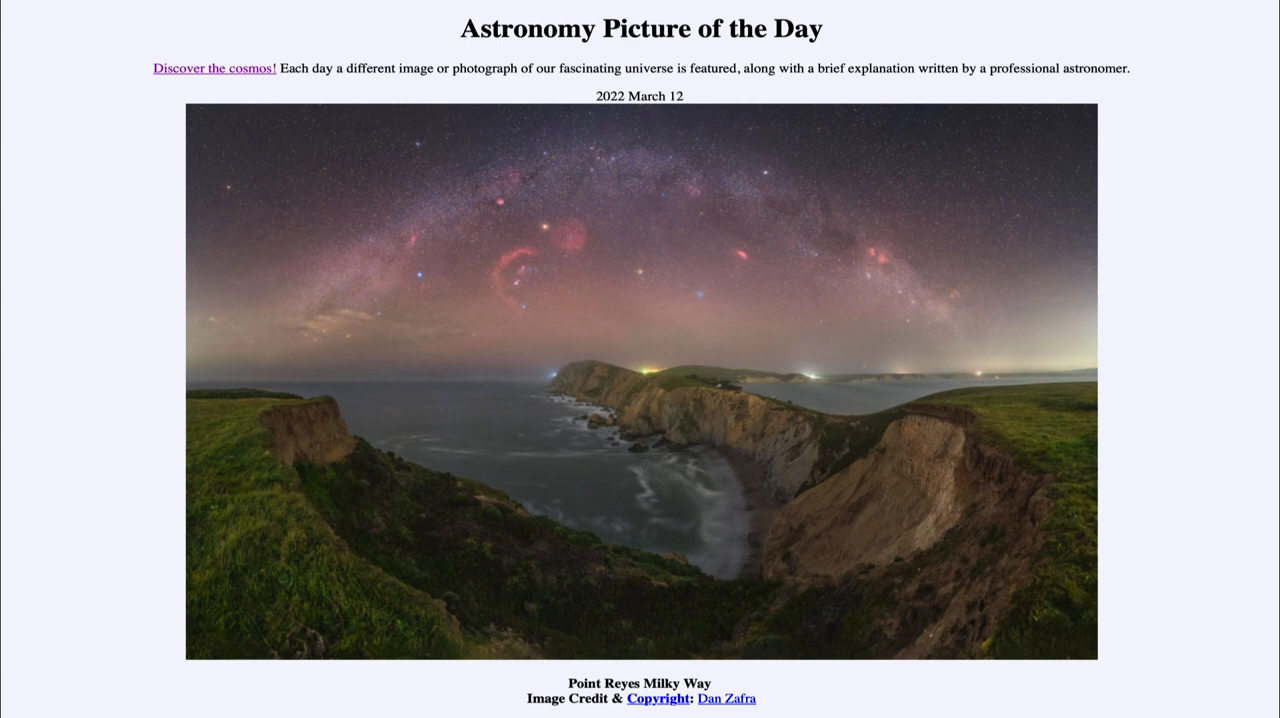 Astronomy Picture of the Day
Discover the cosmos! Each day a different image or photograph of our fascinating universe is featured, along with a brief explanation written by a professional astronomer.
2022 March 12
Point Reyes Milky Way
Image Credit & Copyright: Dan Zafra